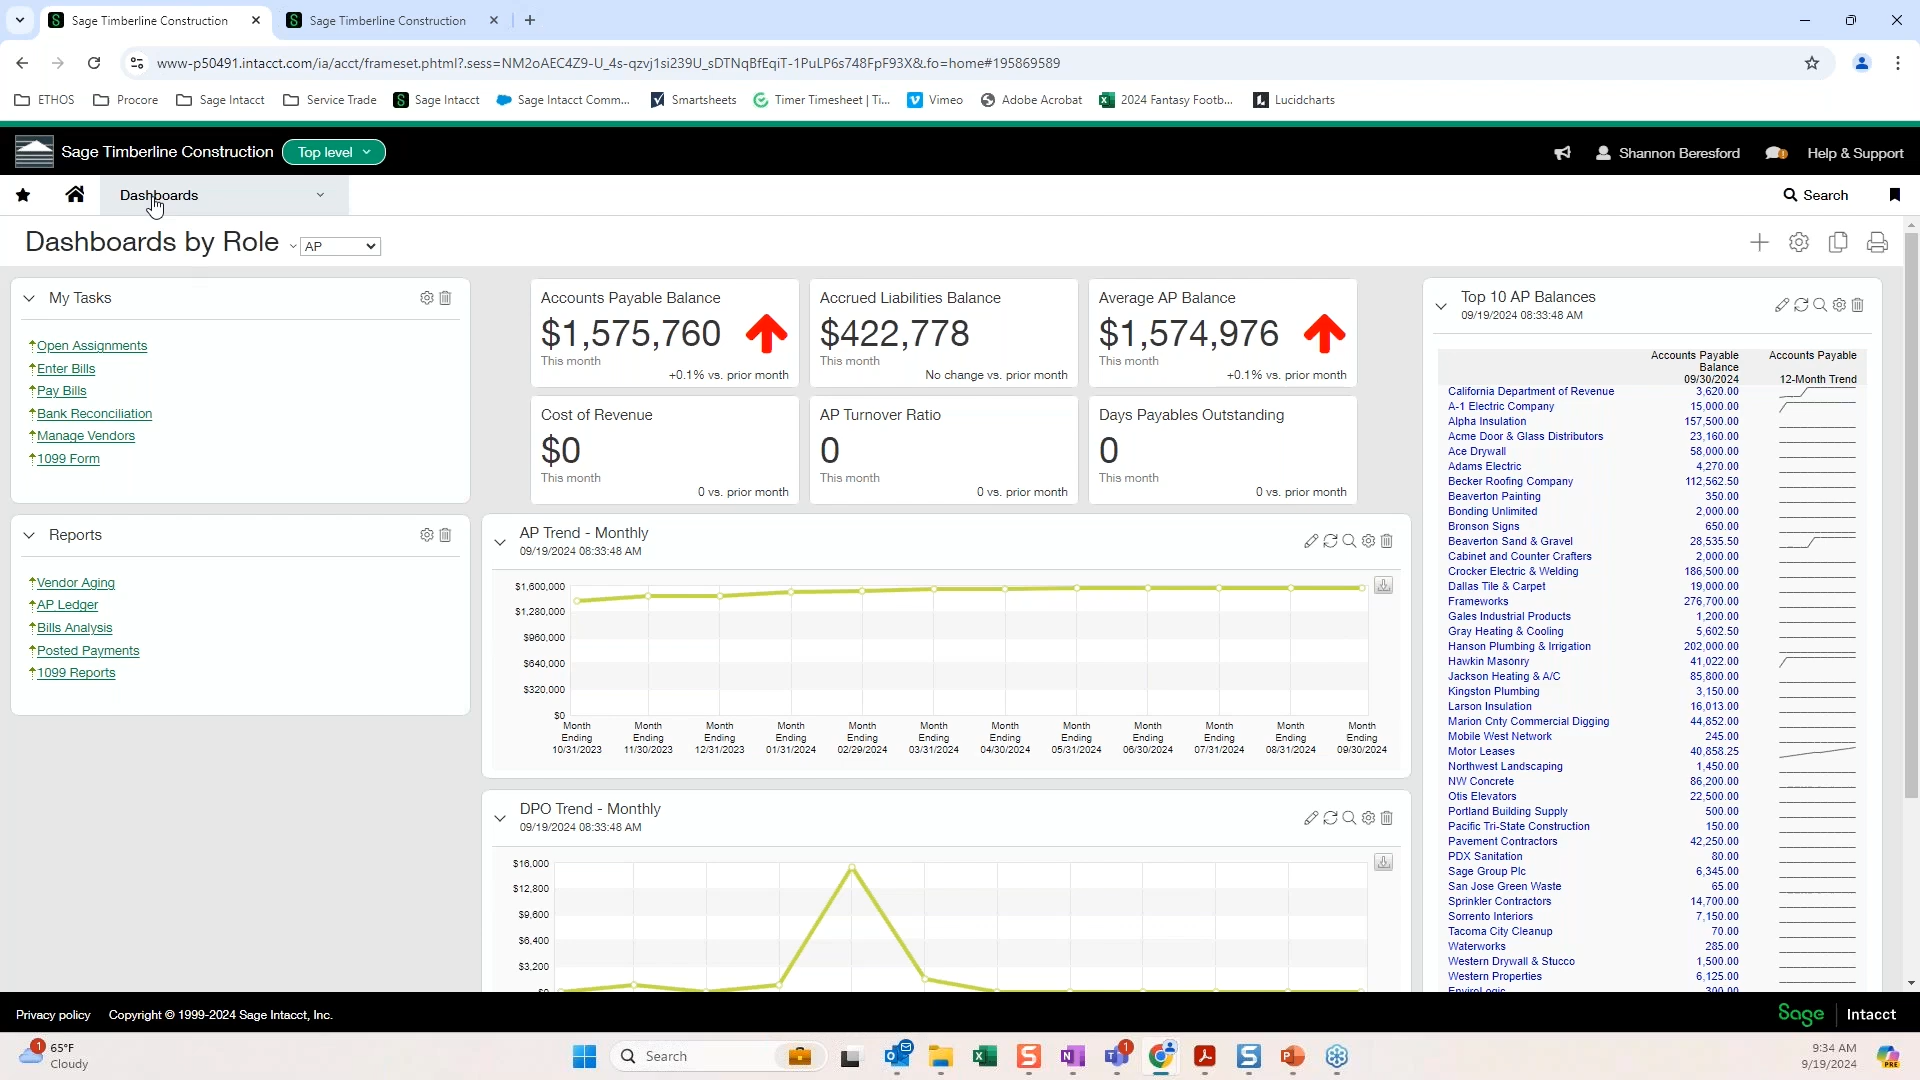 Sage Timberline Construction
Sage Timberline Construction
www-p50491.intacct.com/ia/acct/frameset.phtml?.sess=NM2oAEC4Z9-U_4s-qzvj1si239U_sDTNqBfEqiT-1PuLP6s748FpF93X&.fo=home#195869589
ETHOS
Procore
Sage Intacct
Service Trade
Sage Intacct
Sage Intacct Comm...
Smartsheets
Timer Timesheet | Ti...
Vimeo
Adobe Acrobat
2024 Fantasy Footb...
Lucidcharts
Sage Timberline Construction
Top level
Shannon Beresford
Help & Support
Dashboards
Search
Dashboards by Role
AP
My Tasks
Open Assignments
Enter Bills
Pay Bills
Bank Reconciliation
Manage Vendors
1099 Form
Reports
Vendor Aging
AP Ledger
Bills Analysis
Posted Payments
1099 Reports
Accounts Payable Balance
$1,575,760
This month
+0.1% vs. prior month
Accrued Liabilities Balance
$422,778
This month
No change vs. prior month
Average AP Balance
$1,574,976
This month
+0.1% vs. prior month
Cost of Revenue
$0
This month
0 vs. prior month
AP Turnover Ratio
0
This month
0 vs. prior month
Days Payables Outstanding
0
This month
0 vs. prior month
AP Trend - Monthly
09/19/2024 08:33:48 AM
$1,600,000
$1,280,000
$960,000
$640,000
$320,000
$0
Month Ending 10/31/2023
Month Ending 11/30/2023
Month Ending 12/31/2023
Month Ending 01/31/2024
Month Ending 02/29/2024
Month Ending 03/31/2024
Month Ending 04/30/2024
Month Ending 05/31/2024
Month Ending 06/30/2024
Month Ending 07/31/2024
Month Ending 08/31/2024
Month Ending 09/30/2024
DPO Trend - Monthly
09/19/2024 08:33:48 AM
$16,000
$12,800
$9,600
$6,400
$3,200
$0
Top 10 AP Balances
09/19/2024 08:33:48 AM
Accounts Payable Balance 09/30/2024
Accounts Payable 12-Month Trend
California Department of Revenue 3,620.00
A-1 Electric Company 15,000.00
Alpha Insulation 157,500.00
Acme Door & Glass Distributors 23,160.00
Ace Drywall 58,000.00
Adams Electric 4,270.00
Becker Roofing Company 112,562.50
Beaverton Painting 350.00
Bonding Unlimited 2,000.00
Bronson Signs 650.00
Beaverton Sand & Gravel 28,535.50
Cabinet and Counter Crafters 2,000.00
Crocker Electric & Welding 186,500.00
Dallas Tile & Carpet 19,000.00
Frameworks 276,700.00
Gales Industrial Products 1,200.00
Gray Heating & Cooling 5,602.50
Hanson Plumbing & Irrigation 202,000.00
Hawkin Masonry 41,022.00
Jackson Heating & A/C 85,800.00
Kingston Plumbing 3,150.00
Larson Insulation 16,013.00
Marion Cnty Commercial Digging 44,852.00
Mobile West Network 245.00
Motor Leases 40,858.25
Northwest Landscaping 1,450.00
NW Concrete 86,200.00
Otis Elevators 22,500.00
Portland Building Supply 500.00
Pacific Tri-State Construction 150.00
Pavement Contractors 42,250.00
PDX Sanitation 80.00
Sage Group Plc 6,345.00
San Jose Green Waste 65.00
Sprinkler Contractors 14,700.00
Sorrento Interiors 7,150.00
Tacoma City Cleanup 70.00
Waterworks 285.00
Western Drywall & Stucco 1,500.00
Western Properties 6,125.00
EnviroLogic 300.00
Privacy policy
Copyright © 1999-2024 Sage Intacct, Inc.
Sage Intacct
1
65°F
Cloudy
Search
1
9:34 AM
9/19/2024
PRE